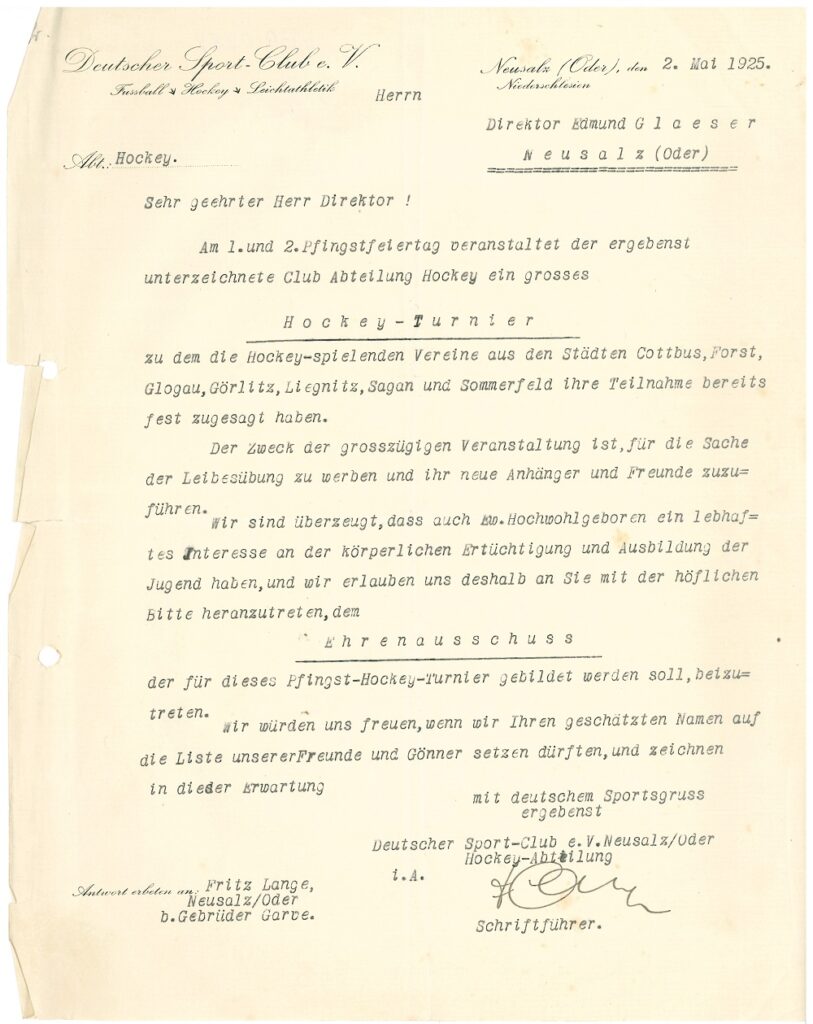 Deutscher Sport-Club e. V.
Fussball Hockey Leichtathletik
Neusalz (Oder), den 2. Mai 1925.
Niederschlesien
Herrn
Direktor Edmund G l a e s e r
N e u s a l z (Oder)
Abt.: Hockey.
Sehr geehrter Herr Direktor !
Am 1.und 2.Pfingstfeiertag veranstaltet der ergebenst
unterzeichnete Club Abteilung Hockey ein grosses
H o c k e y - T u r n i e r
zu dem die Hockey-spielenden Vereine aus den Städten Cottbus,Forst,
Glogau,Görlitz,Liegnitz,Sagan und Sommerfeld ihre Teilnahme bereits
fest zugesagt haben.
Der Zweck der grosszügigen Veranstaltung ist,für die Sache
der Leibesübung zu werben und ihr neue Anhänger und Freunde zuzu=
führen.
Wir sind überzeugt,dass auch Ew.Hochwohlgeboren ein lebhaf=
tes Interesse an der körperlichen Ertüchtigung und Ausbildung der
Jugend haben,und wir erlauben uns deshalb an Sie mit der höflichen
Bitte heranzutreten,dem
E h r e n a u s s c h u s s
der für dieses Pfingst-Hockey-Turnier gebildet werden soll,beizu=
treten.
Wir würden uns freuen,wenn wir Ihren geschätzten Namen auf
die Liste unsererFreunde und Gönner setzen dürften,und zeichnen
in dieser Erwartung
mit deutschem Sportsgruss
ergebenst
Deutscher Sport-Club e.V.Neusalz/Oder
Hockey-Abteilung
i.A.
Schriftführer.
Antwort erbeten an: Fritz Lange,
Neusalz/Oder
b.Gebrüder Garve.